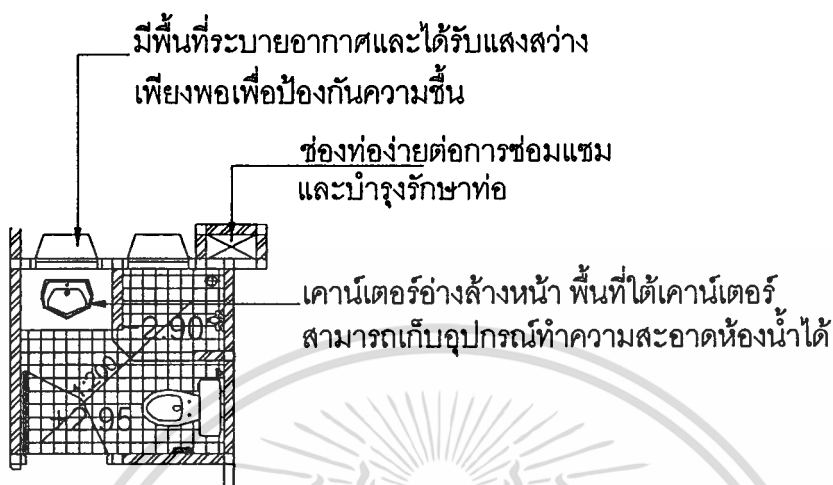 มีพื้นที่ระบายอากาศและได้รับแสงสว่าง
เพียงพอเพื่อป้องกันความชื้น
ช่องท่อง่ายต่อการซ่อมแซม
และบำรุงรักษาท่อ
เคาน์เตอร์อ่างล้างหน้า พื้นที่ใต้เคาน์เตอร์
สามารถเก็บอุปกรณ์ทำความสะอาดห้องน้ำได้
+2.90
1:200
+2.95